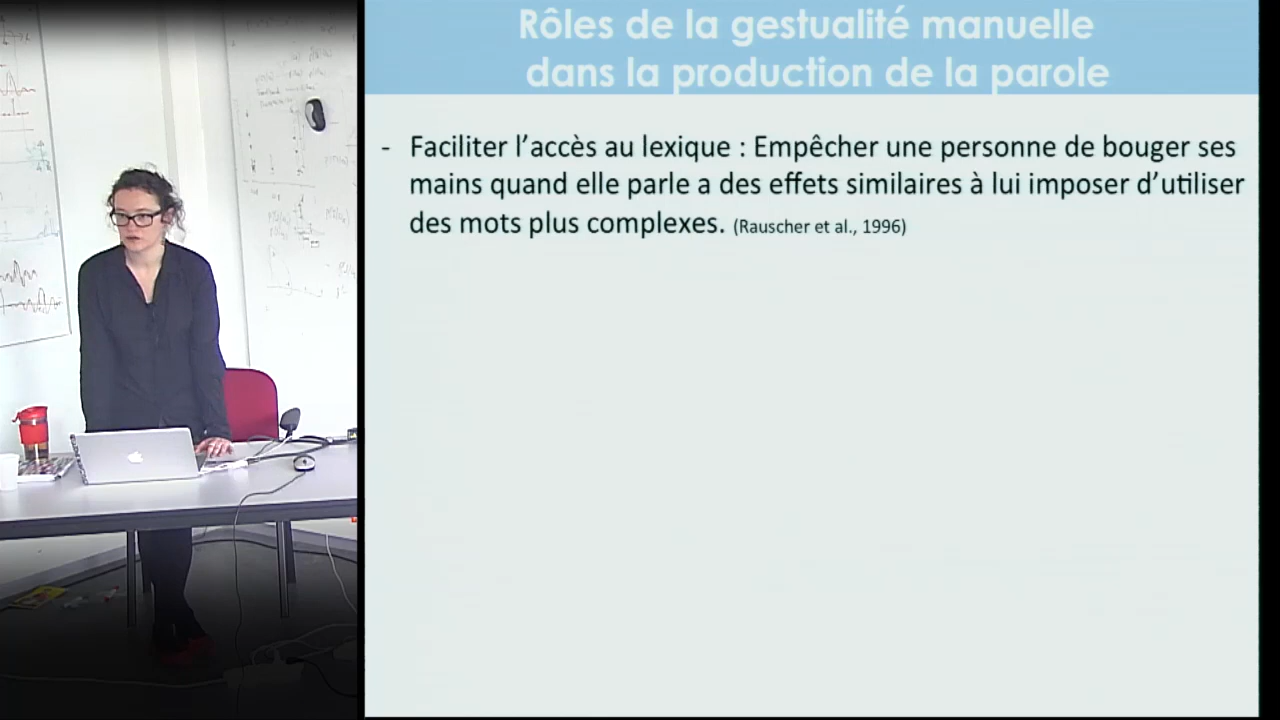 Rôles de la gestualité manuelle
dans la production de la parole
- Faciliter l’accès au lexique : Empêcher une personne de bouger ses
mains quand elle parle a des effets similaires à lui imposer d’utiliser
des mots plus complexes. (Rauscher et al., 1996)